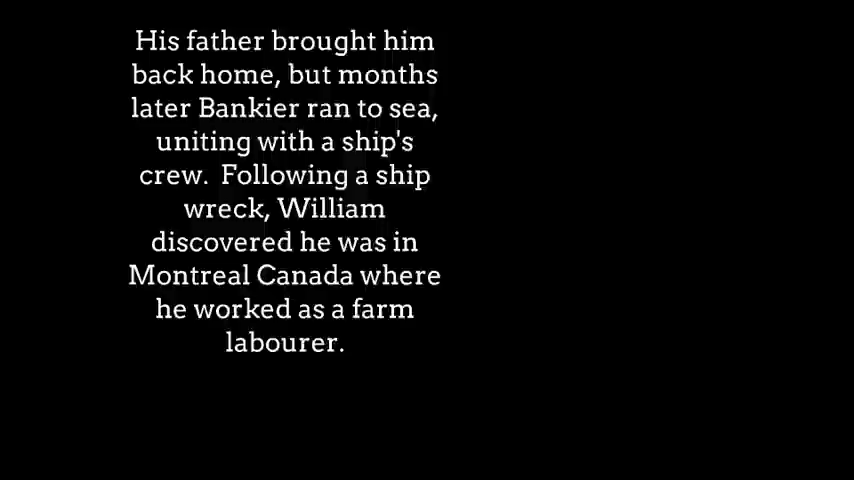 His father brought him
back home, but months
later Bankier ran to sea,
uniting with a ship's
crew.  Following a ship
wreck, William
discovered he was in
Montreal Canada where
he worked as a farm
labourer.